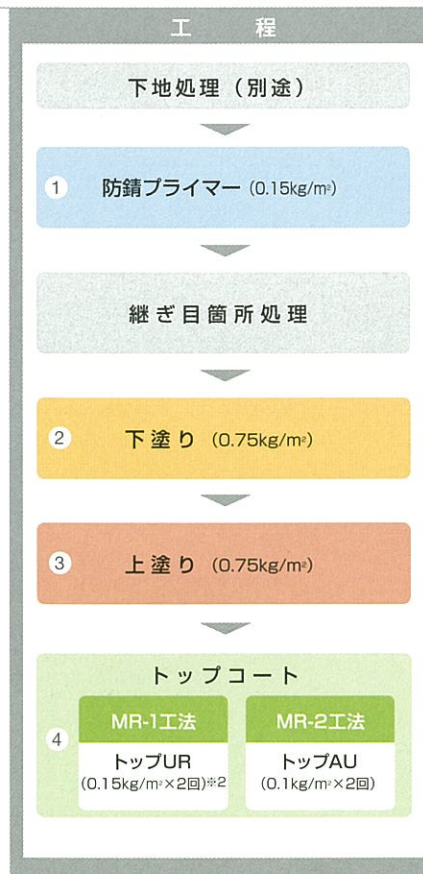 工程
下地処理（別途）
① 防錆プライマー（0.15kg/m²）
継ぎ目箇所処理
② 下塗り（0.75kg/m²）
③ 上塗り（0.75kg/m²）
トップコート
④
MR-1工法
トップUR
（0.15kg/m²×2回）※2
MR-2工法
トップAU
（0.1kg/m²×2回）